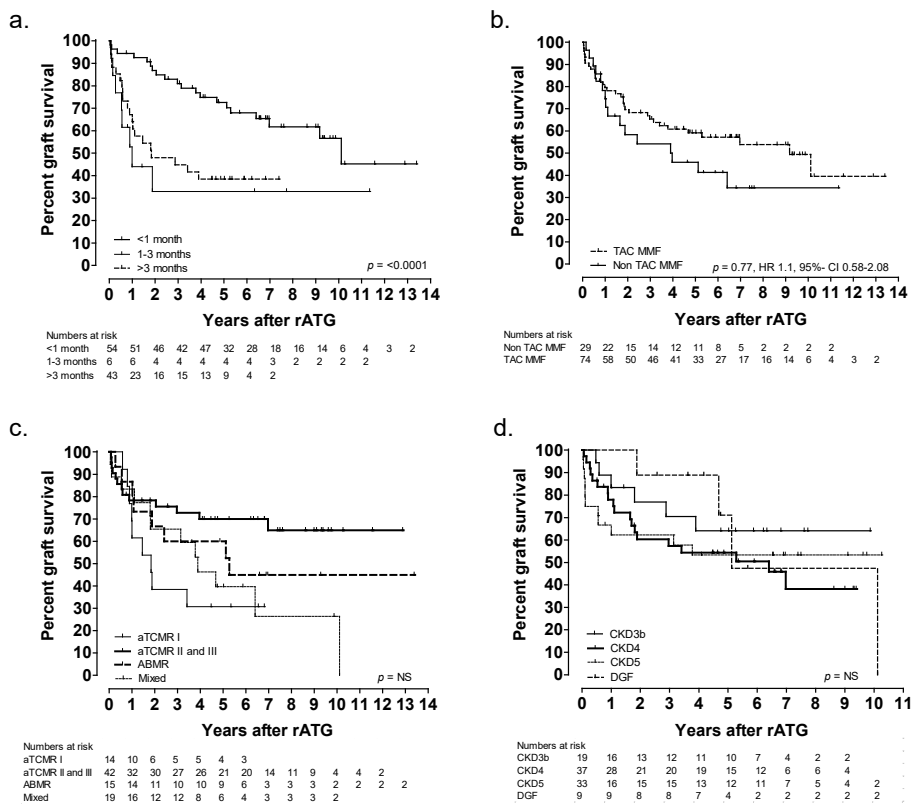 a.
100
90
80
70
60
50
40
30
20
10
0
Percent graft survival
<1 month
1-3 months
>3 months
p = <0.0001
0 1 2 3 4 5 6 7 8 9 10 11 12 13 14
Years after rATG
Numbers at risk
<1 month 54 51 46 42 47 32 28 18 16 14 6 4 3 2
1-3 months 6 6 4 4 4 4 4 3 2 2 2 2
>3 months 43 23 16 15 13 9 4 2
b.
100
90
80
70
60
50
40
30
20
10
0
Percent graft survival
TAC MMF
Non TAC MMF
p = 0.77, HR 1.1, 95%- CI 0.58-2.08
0 1 2 3 4 5 6 7 8 9 10 11 12 13 14
Years after rATG
Numbers at risk
Non TAC MMF 29 22 15 14 12 11 8 5 2 2 2 2
TAC MMF 74 58 50 46 41 33 27 17 16 14 6 4 3 2
c.
100
90
80
70
60
50
40
30
20
10
0
Percent graft survival
aTCMR I
aTCMR II and III
ABMR
Mixed
p = NS
0 1 2 3 4 5 6 7 8 9 10 11 12 13 14
Years after rATG
Numbers at risk
aTCMR I 14 10 6 5 5 4 3
aTCMR II and III 42 32 30 27 26 21 20 14 11 9 4 4 2
ABMR 15 14 11 10 10 9 6 3 3 3 2 2 2 2
Mixed 19 16 12 12 8 6 4 3 3 3 2
d.
100
90
80
70
60
50
40
30
20
10
0
Percent graft survival
CKD3b
CKD4
CKD5
DGF
p = NS
0 1 2 3 4 5 6 7 8 9 10 11
Years after rATG
Numbers at risk
CKD3b 19 16 13 12 11 10 7 4 2 2
CKD4 37 28 21 20 19 15 12 6 6 4
CKD5 33 16 15 15 13 12 11 7 5 4 2
DGF 9 9 8 8 7 4 2 2 2 2 2